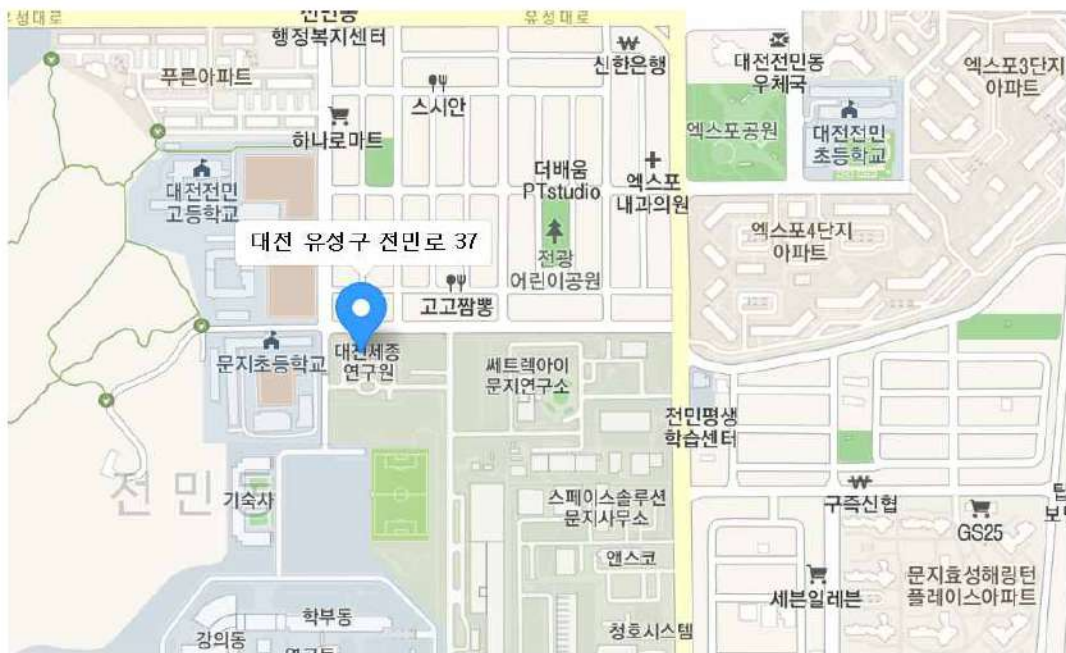 유성대로
유성대로
전민동
행정복지센터
신한은행
대전전민동
우체국
엑스포3단지
아파트
푸른아파트
스시안
하나로마트
엑스포공원
대전전민
초등학교
더배움
PTstudio
엑스포
내과의원
대전전민
고등학교
엑스포4단지
아파트
대전 유성구 전민로 37
전광
어린이공원
고고짬뽕
문지초등학교
대전세종
연구원
쎄트렉아이
문지연구소
전민평생
학습센터
전민
기숙사
스페이스솔루션
문지사무소
구즉신협
GS25
앤스코
세븐일레븐
문지효성해링턴
플레이스아파트
학부동
강의동
청호시스템